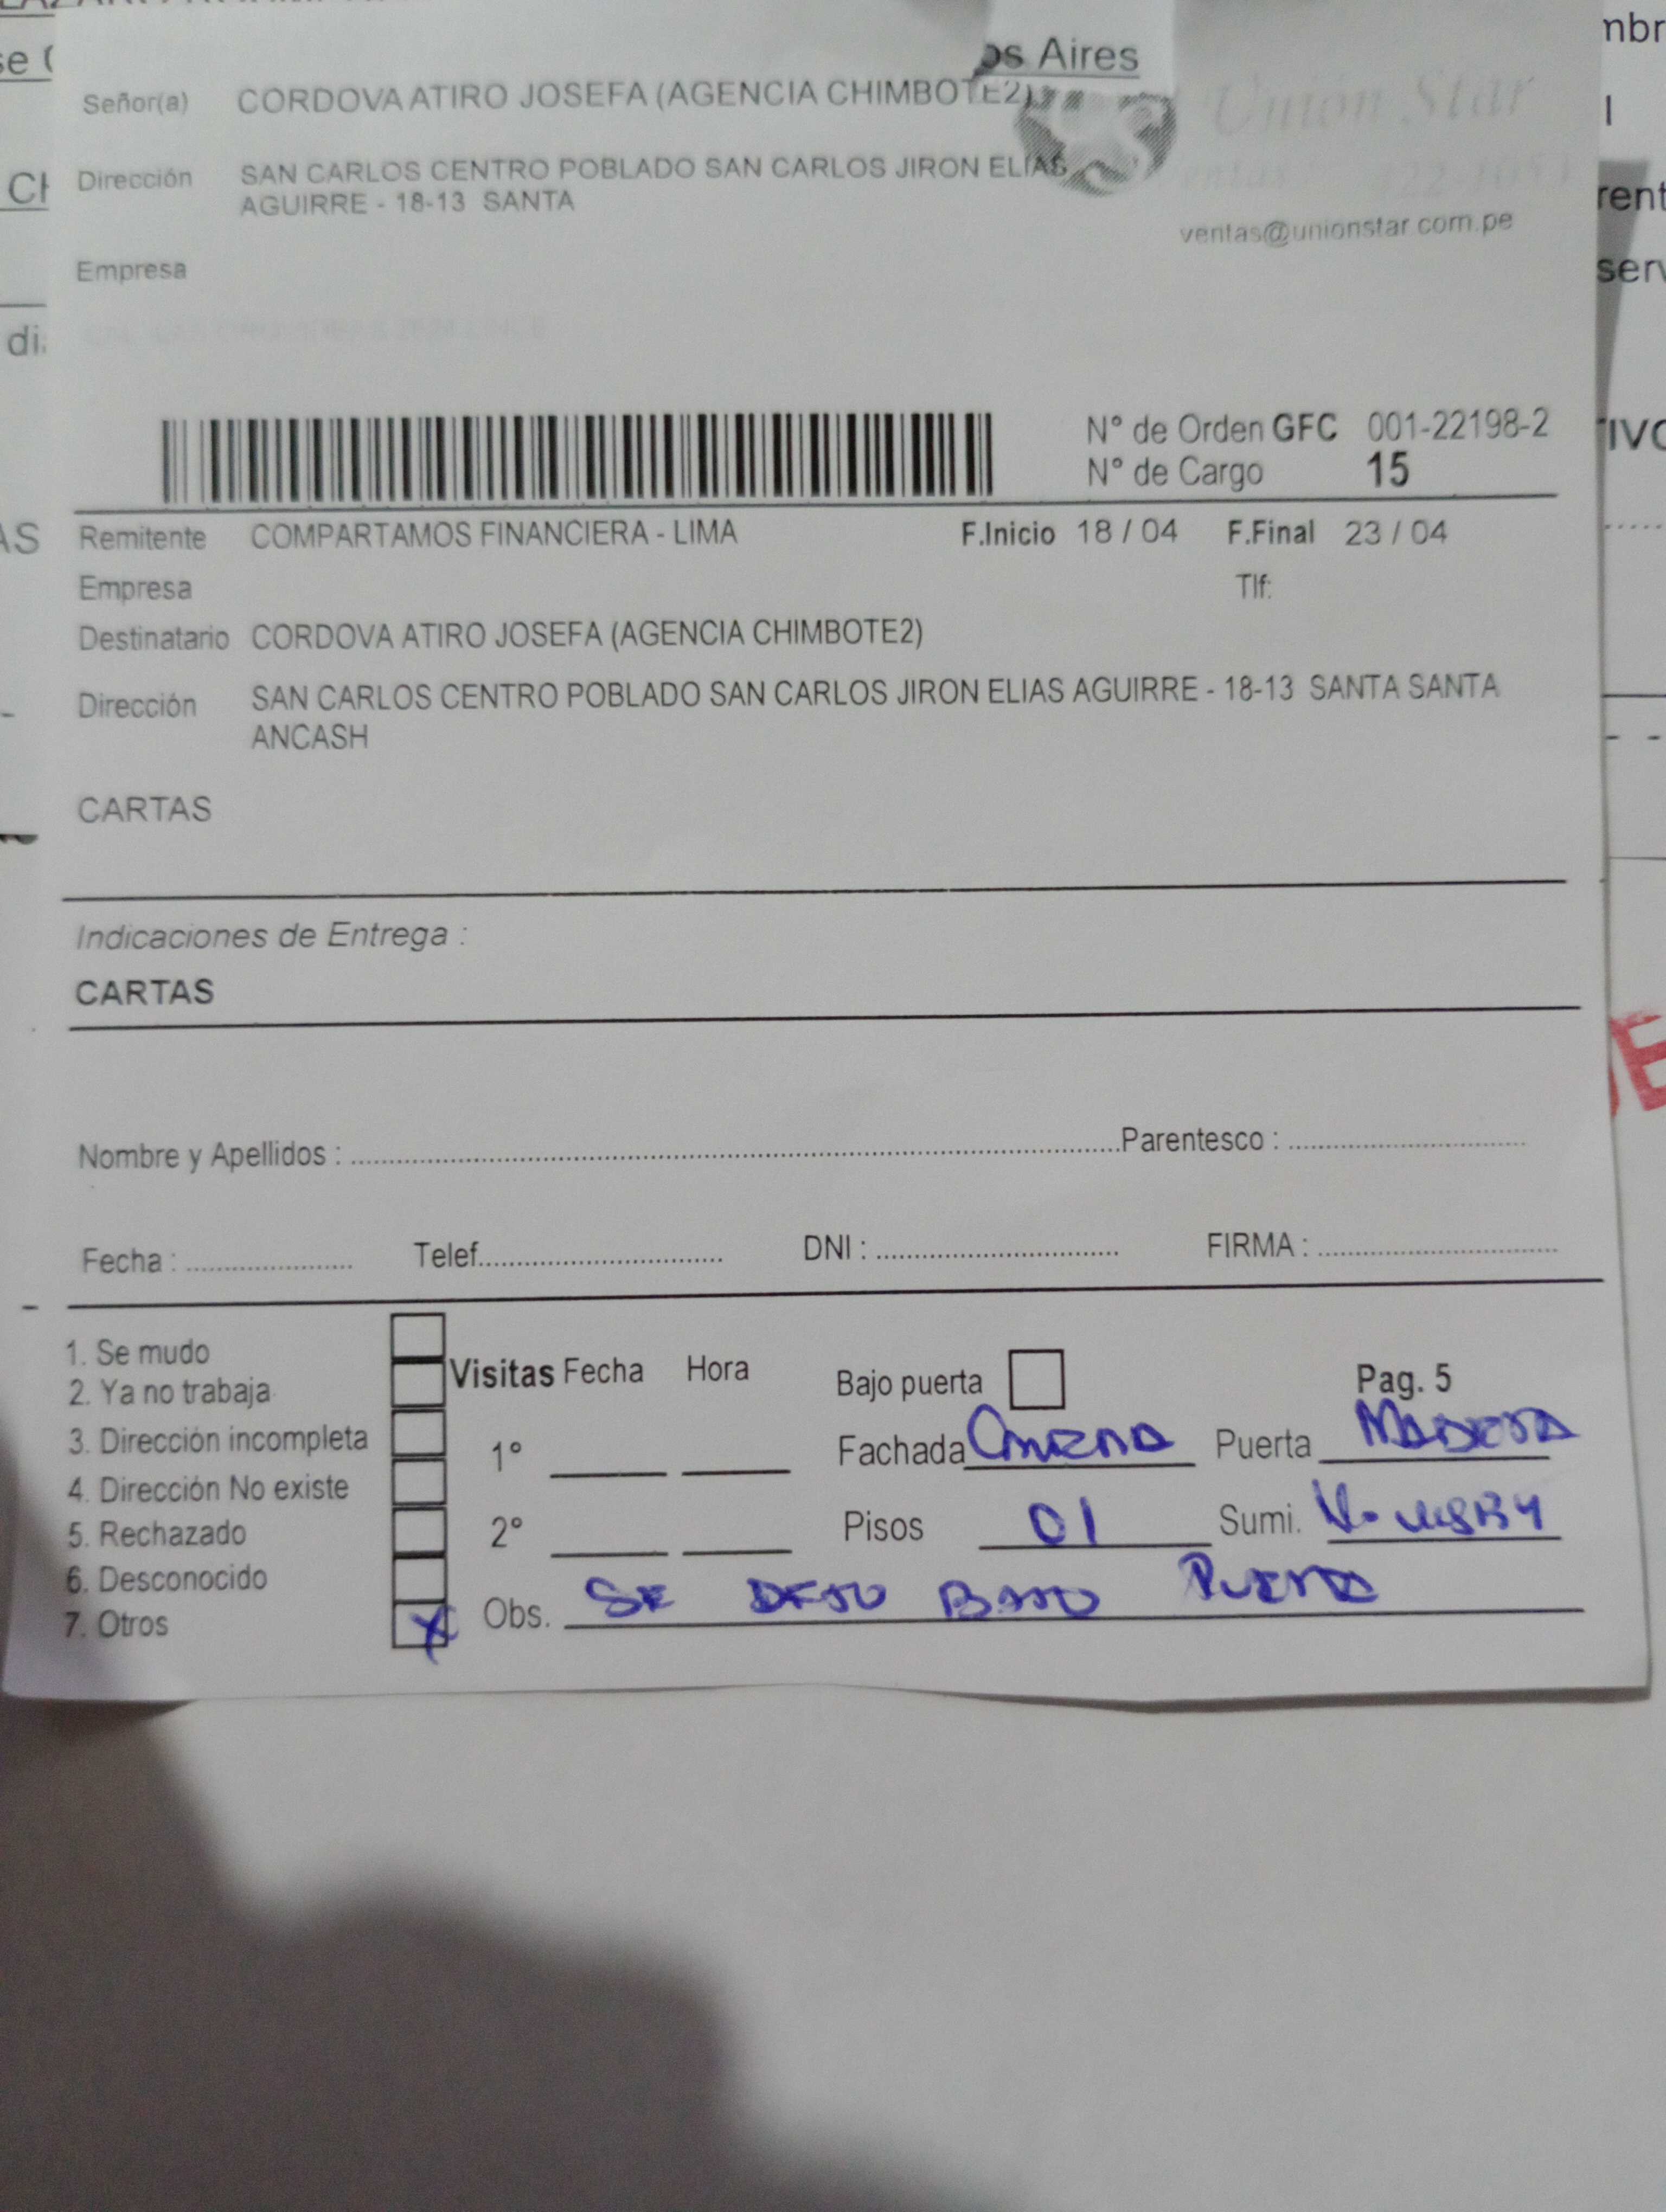 os Aires
Señor(a) CORDOVA ATIRO JOSEFA (AGENCIA CHIMBOTE2)
Unión Star
Dirección SAN CARLOS CENTRO POBLADO SAN CARLOS JIRON ELIAS
AGUIRRE - 18-13 SANTA
ventas@unionstar.com.pe
Empresa
N° de Orden GFC 001-22198-2
N° de Cargo 15
Remitente COMPARTAMOS FINANCIERA - LIMA F.Inicio 18 / 04 F.Final 23 / 04
Empresa Tlf:
Destinatario CORDOVA ATIRO JOSEFA (AGENCIA CHIMBOTE2)
Dirección SAN CARLOS CENTRO POBLADO SAN CARLOS JIRON ELIAS AGUIRRE - 18-13 SANTA SANTA
ANCASH
CARTAS
Indicaciones de Entrega :
CARTAS
Nombre y Apellidos : Parentesco :
Fecha : Telef. DNI : FIRMA :
1. Se mudo
2. Ya no trabaja
3. Dirección incompleta
4. Dirección No existe
5. Rechazado
6. Desconocido
7. Otros X
Visitas Fecha Hora
1°
2°
Bajo puerta Pag. 5
Fachada Puerta MADERA
Pisos 01 Sumi.
Obs. SE DEJO BAJO PUERTA